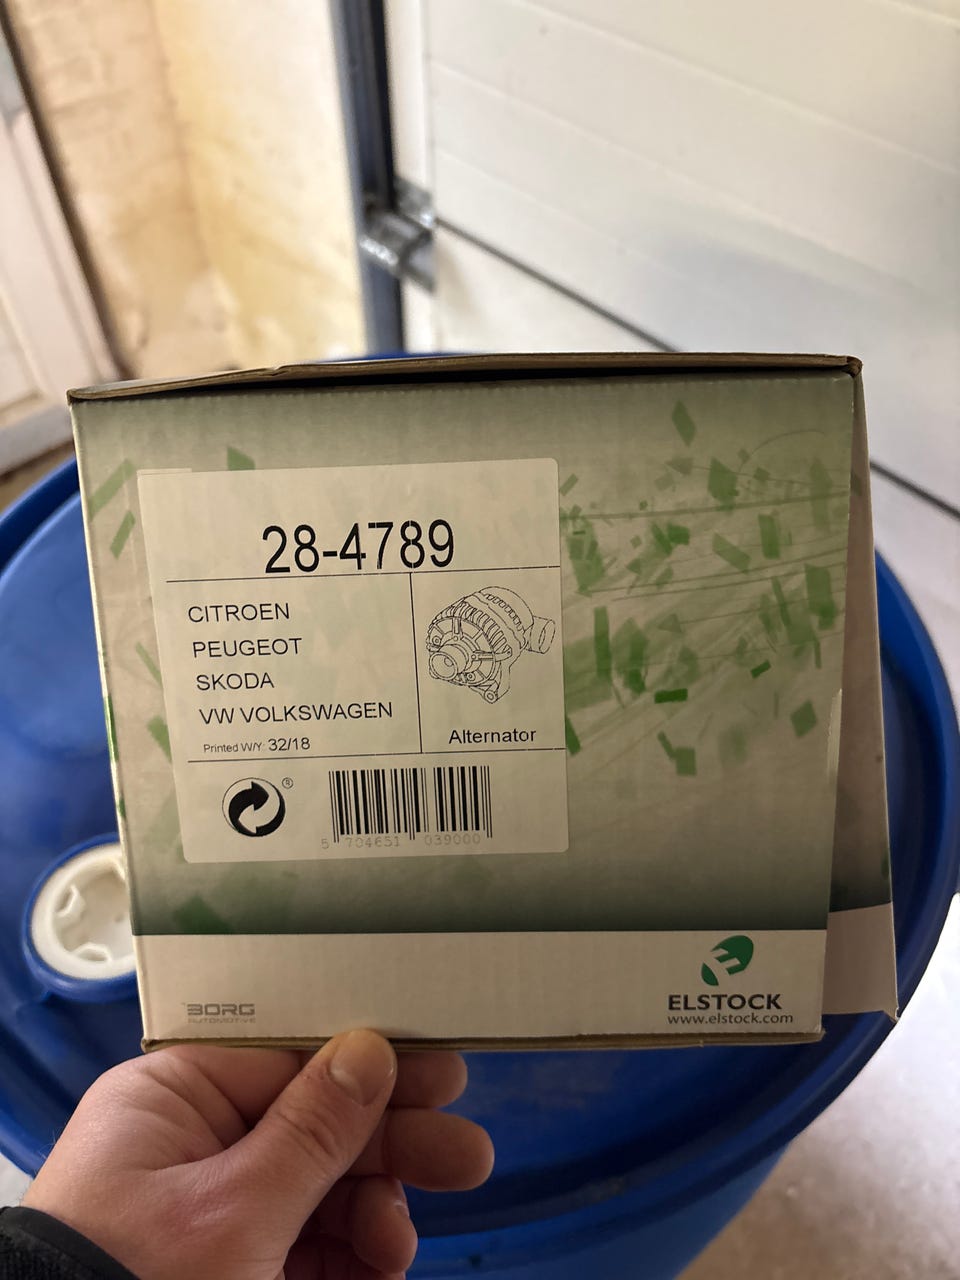 28-4789
CITROEN
PEUGEOT
SKODA
VW VOLKSWAGEN
Printed W/Y: 32/18
Alternator
®
5 704651 039000
BORG
AUTOMOTIVE
ELSTOCK
www.elstock.com